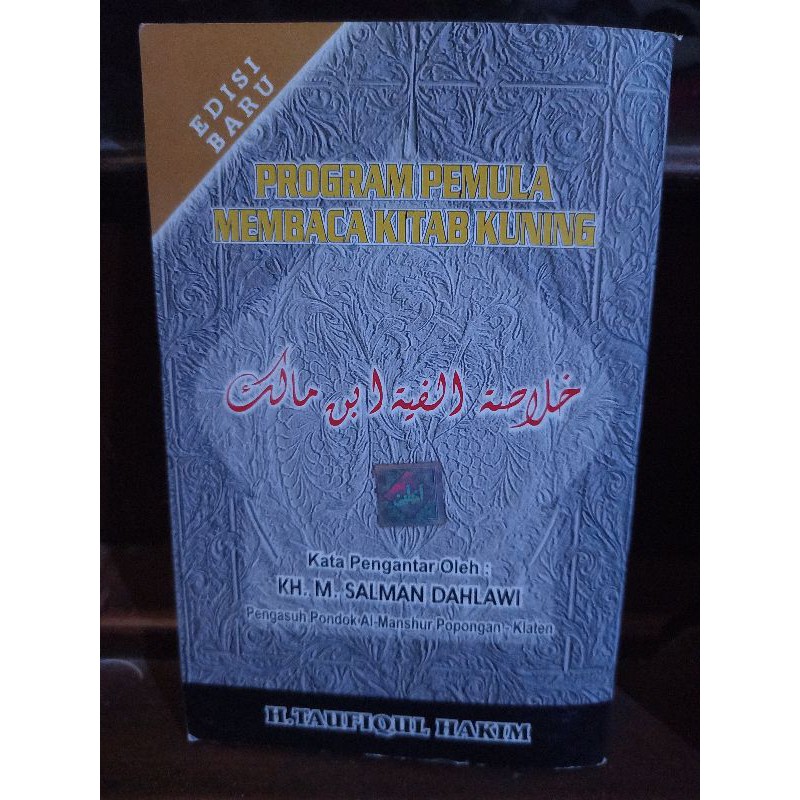 EDISI
BARU
PROGRAM PEMULA
MEMBACA KITAB KUNING
خلاصة الفية ابن مالك
Kata Pengantar Oleh :
KH. M. SALMAN DAHLAWI
Pengasuh Pondok Al-Manshur Popongan - Klaten
H. TAUFIQUL HAKIM